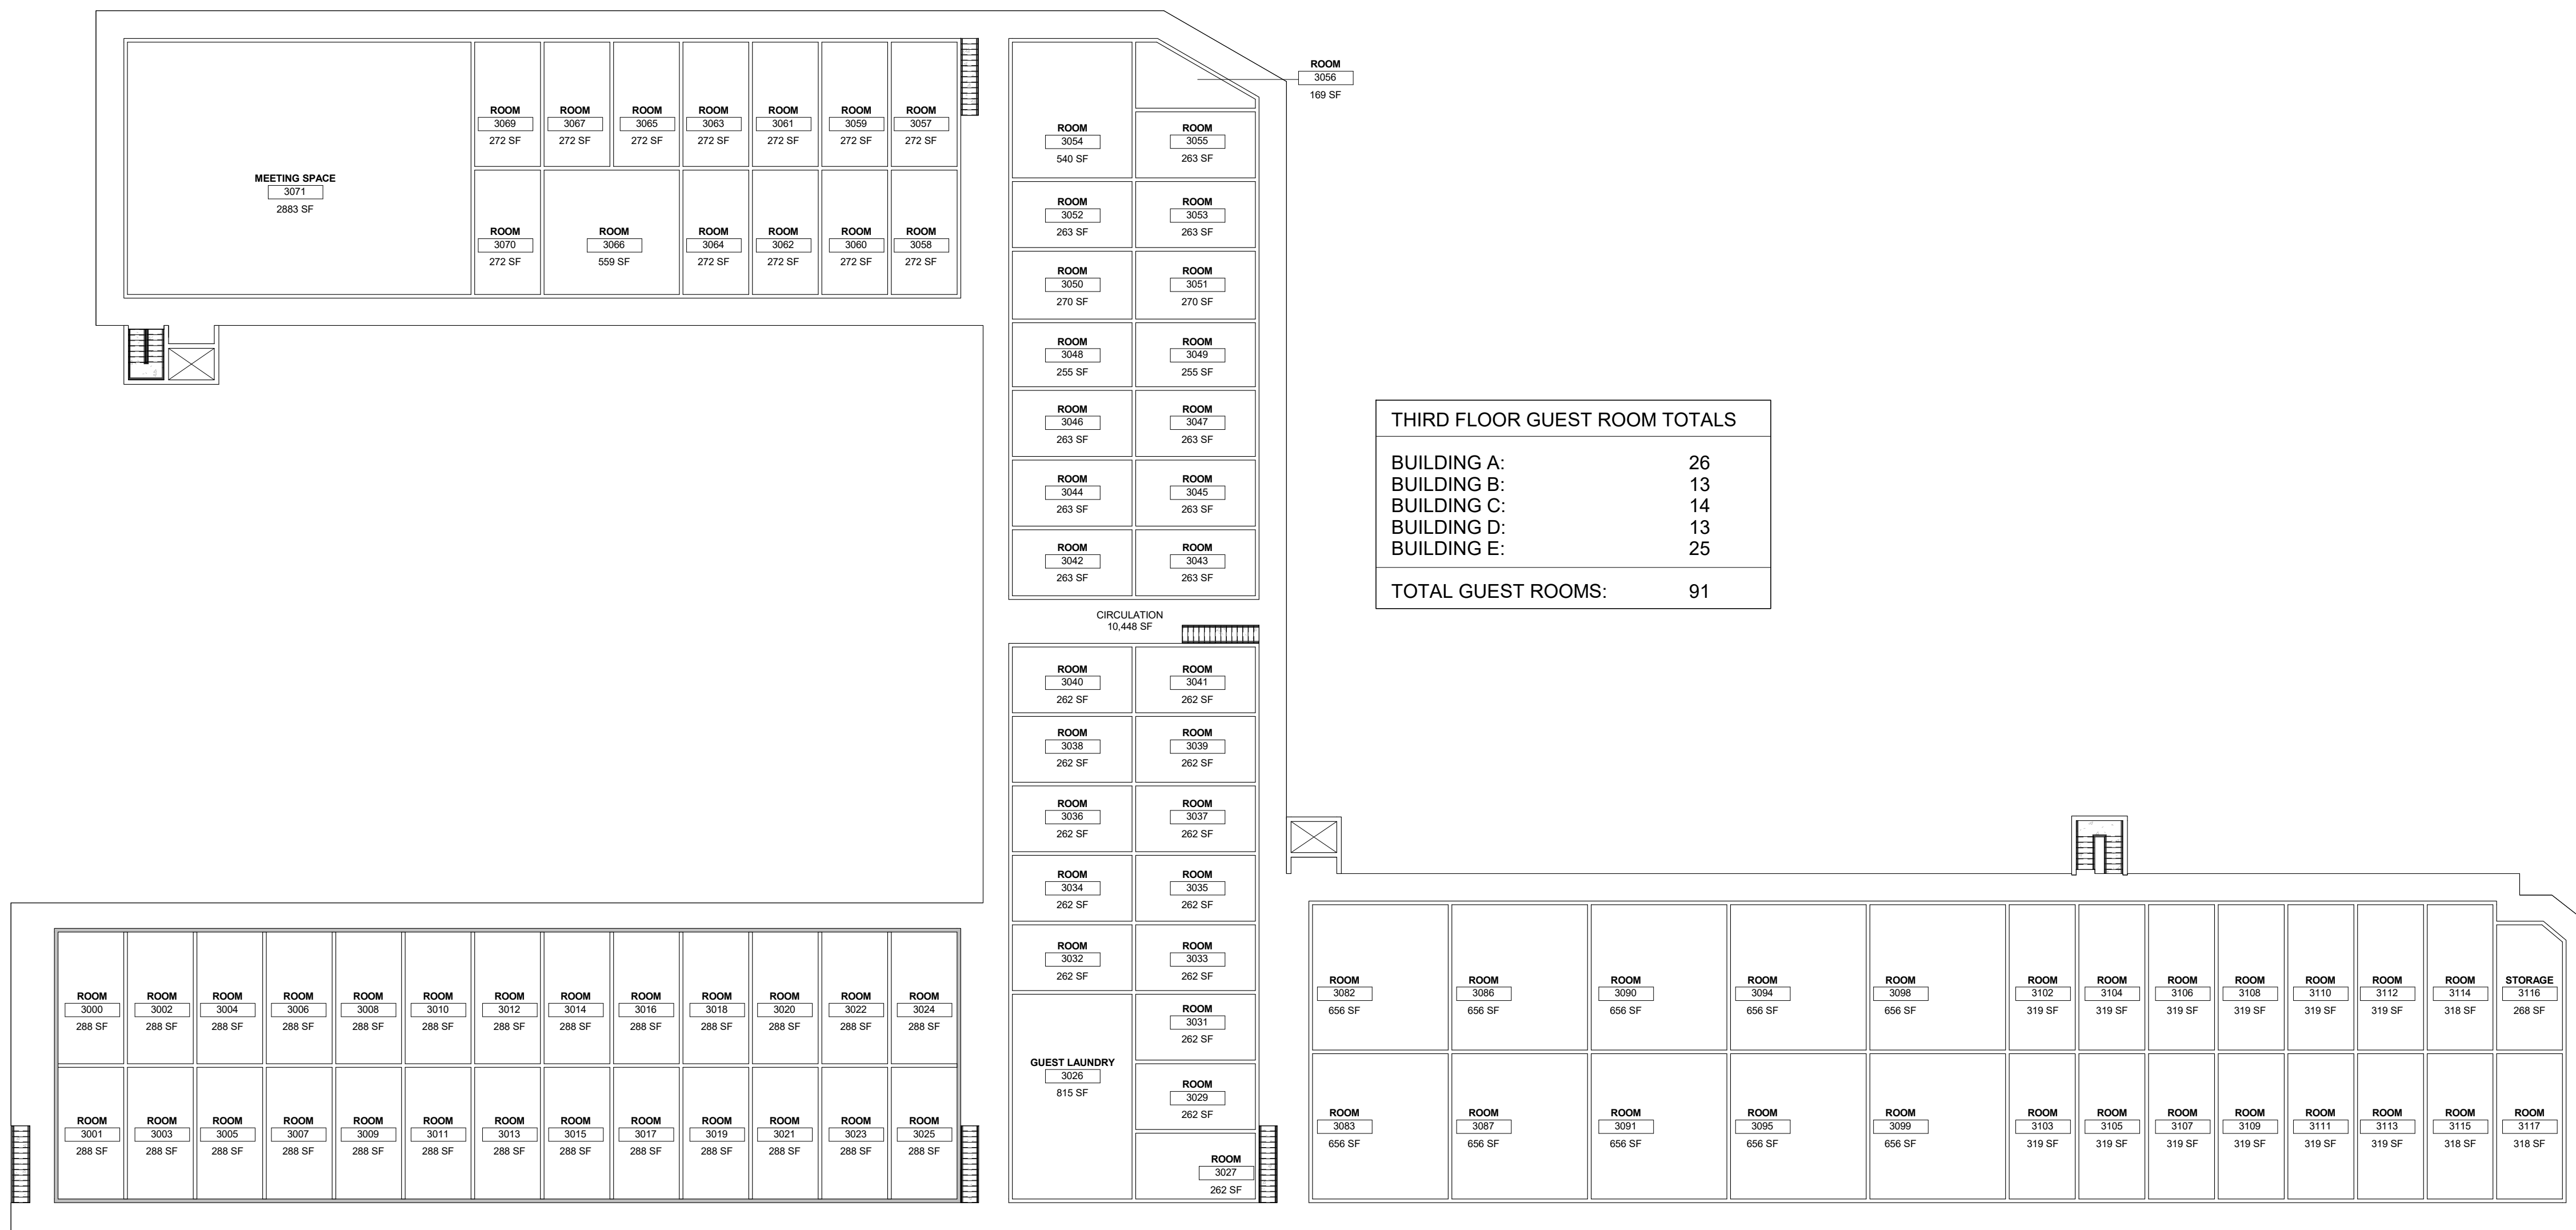 ROOM
3056
169 SF
ROOM
3069
272 SF
ROOM
3067
272 SF
ROOM
3065
272 SF
ROOM
3063
272 SF
ROOM
3061
272 SF
ROOM
3059
272 SF
ROOM
3057
272 SF
MEETING SPACE
3071
2883 SF
ROOM
3070
272 SF
ROOM
3066
559 SF
ROOM
3064
272 SF
ROOM
3062
272 SF
ROOM
3060
272 SF
ROOM
3058
272 SF
ROOM
3054
540 SF
ROOM
3055
263 SF
ROOM
3052
263 SF
ROOM
3053
263 SF
ROOM
3050
270 SF
ROOM
3051
270 SF
ROOM
3048
255 SF
ROOM
3049
255 SF
ROOM
3046
263 SF
ROOM
3047
263 SF
ROOM
3044
263 SF
ROOM
3045
263 SF
ROOM
3042
263 SF
ROOM
3043
263 SF
THIRD FLOOR GUEST ROOM TOTALS
BUILDING A: 26
BUILDING B: 13
BUILDING C: 14
BUILDING D: 13
BUILDING E: 25
TOTAL GUEST ROOMS: 91
CIRCULATION
10,448 SF
ROOM
3040
262 SF
ROOM
3041
262 SF
ROOM
3038
262 SF
ROOM
3039
262 SF
ROOM
3036
262 SF
ROOM
3037
262 SF
ROOM
3034
262 SF
ROOM
3035
262 SF
ROOM
3032
262 SF
ROOM
3033
262 SF
ROOM
3031
262 SF
GUEST LAUNDRY
3026
815 SF
ROOM
3029
262 SF
ROOM
3027
262 SF
ROOM
3000
288 SF
ROOM
3002
288 SF
ROOM
3004
288 SF
ROOM
3006
288 SF
ROOM
3008
288 SF
ROOM
3010
288 SF
ROOM
3012
288 SF
ROOM
3014
288 SF
ROOM
3016
288 SF
ROOM
3018
288 SF
ROOM
3020
288 SF
ROOM
3022
288 SF
ROOM
3024
288 SF
ROOM
3001
288 SF
ROOM
3003
288 SF
ROOM
3005
288 SF
ROOM
3007
288 SF
ROOM
3009
288 SF
ROOM
3011
288 SF
ROOM
3013
288 SF
ROOM
3015
288 SF
ROOM
3017
288 SF
ROOM
3019
288 SF
ROOM
3021
288 SF
ROOM
3023
288 SF
ROOM
3025
288 SF
ROOM
3082
656 SF
ROOM
3086
656 SF
ROOM
3090
656 SF
ROOM
3094
656 SF
ROOM
3098
656 SF
ROOM
3102
319 SF
ROOM
3104
319 SF
ROOM
3106
319 SF
ROOM
3108
319 SF
ROOM
3110
319 SF
ROOM
3112
319 SF
ROOM
3114
318 SF
STORAGE
3116
268 SF
ROOM
3083
656 SF
ROOM
3087
656 SF
ROOM
3091
656 SF
ROOM
3095
656 SF
ROOM
3099
656 SF
ROOM
3103
319 SF
ROOM
3105
319 SF
ROOM
3107
319 SF
ROOM
3109
319 SF
ROOM
3111
319 SF
ROOM
3113
319 SF
ROOM
3115
318 SF
ROOM
3117
318 SF